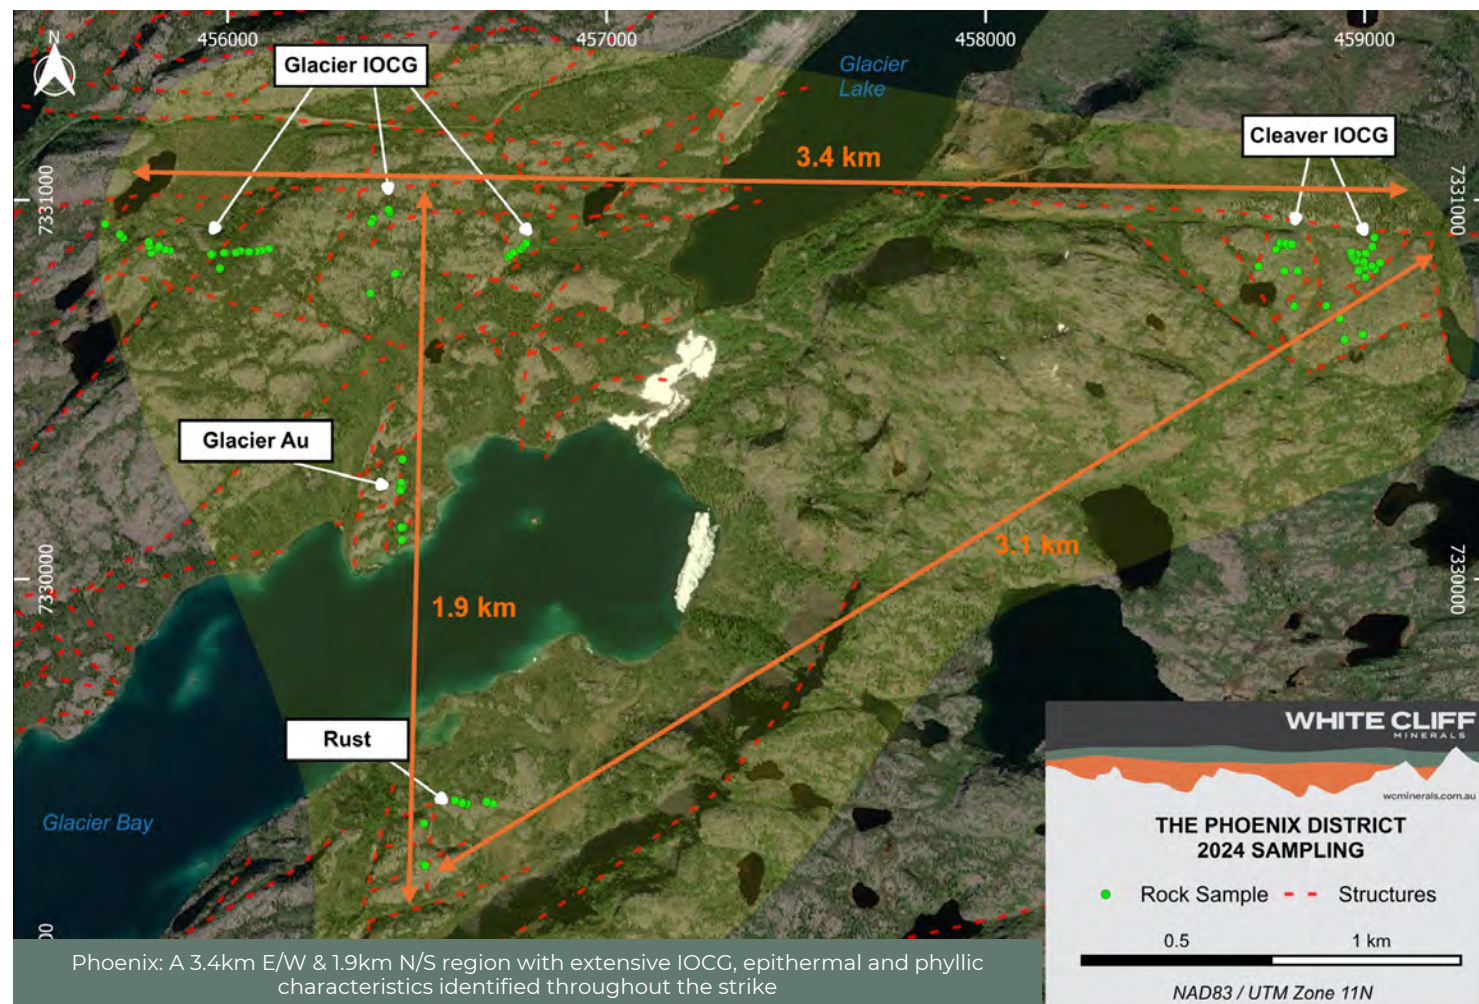 N
456000
457000
458000
459000
Glacier IOCG
Glacier
Lake
Cleaver IOCG
3.4 km
7331000
7331000
Glacier Au
3.1 km
7330000
7330000
1.9 km
Rust
Glacier Bay
00
WHITE CLIFF
MINERALS
wcminerals.com.au
THE PHOENIX DISTRICT
2024 SAMPLING
Rock Sample
Structures
0.5
1 km
NAD83 / UTM Zone 11N
Phoenix: A 3.4km E/W & 1.9km N/S region with extensive IOCG, epithermal and phyllic
characteristics identified throughout the strike